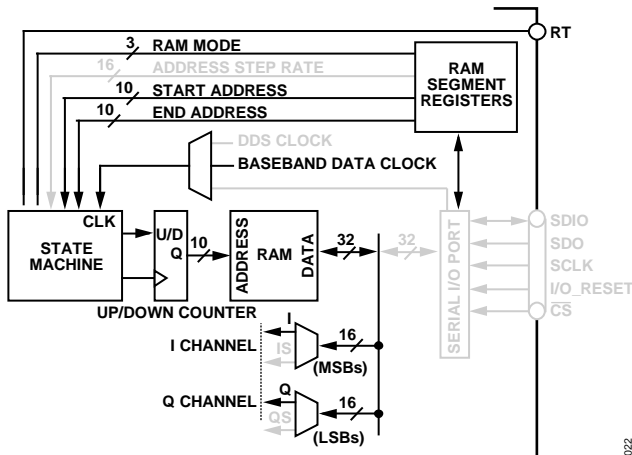 RT
3 RAM MODE
16 ADDRESS STEP RATE
10 START ADDRESS
10 END ADDRESS
RAM
SEGMENT
REGISTERS
DDS CLOCK
BASEBAND DATA CLOCK
CLK
STATE
MACHINE
U/D
Q
10
ADDRESS
RAM
DATA
32
32
SERIAL I/O PORT
SDIO
SDO
SCLK
I/O_RESET
CS
UP/DOWN COUNTER
I
16
I CHANNEL
IS
(MSBs)
Q
16
Q CHANNEL
QS
(LSBs)
022